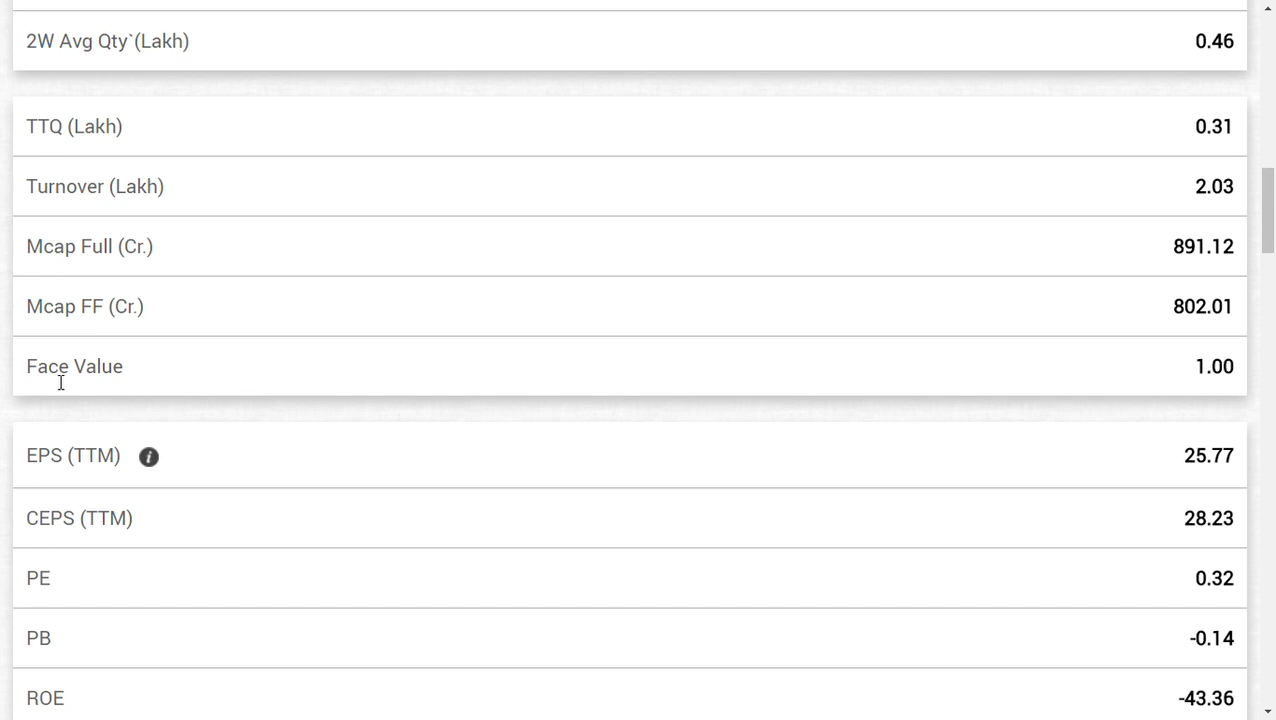 2W Avg Qty`(Lakh) 0.46
TTQ (Lakh) 0.31
Turnover (Lakh) 2.03
Mcap Full (Cr.) 891.12
Mcap FF (Cr.) 802.01
Face Value 1.00
EPS (TTM) i 25.77
CEPS (TTM) 28.23
PE 0.32
PB -0.14
ROE -43.36